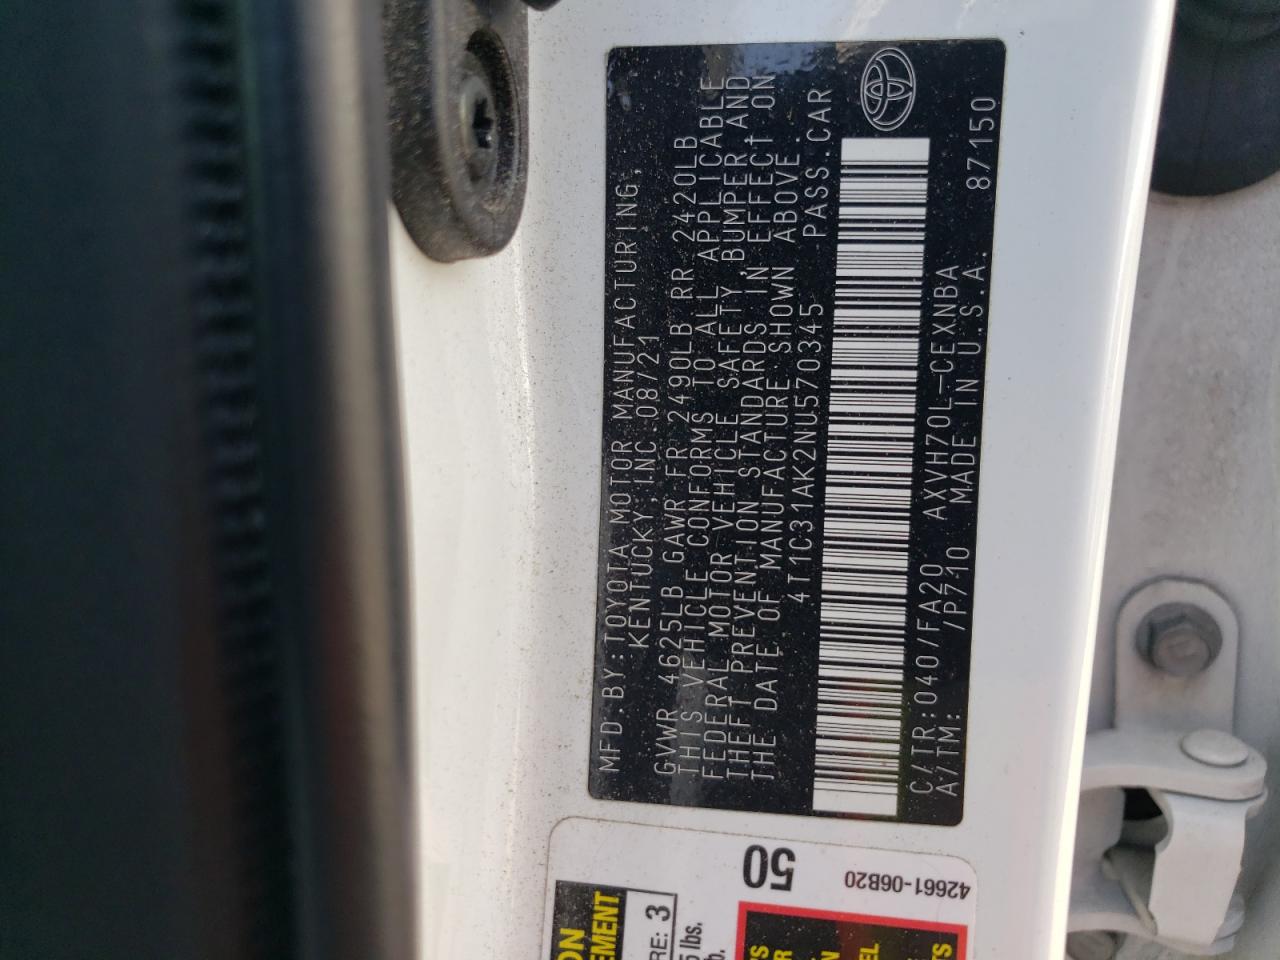 MFD.BY:TOYOTA MOTOR MANUFACTURING,
KENTUCKY,INC.08/21
GVWR 4625LB GAWR FR 2490LB RR 2420LB
THIS VEHICLE CONFORMS TO ALL APPLICABLE
FEDERAL MOTOR VEHICLE SAFETY,BUMPER AND
THEFT PREVENTION STANDARDS IN EFFECT ON
THE DATE OF MANUFACTURE SHOWN ABOVE.
4T1C31AK2NU570345 PASS.CAR
C/TR:040/FA20 AXVH70L-CEXNBA 87150
A/TM: /P710 MADE IN U.S.A.
50
42661-06B20